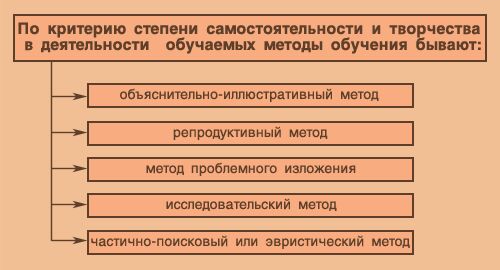 По критерию степени самостоятельности и творчества
в деятельности обучаемых методы обучения бывают:
объяснительно-иллюстративный метод
репродуктивный метод
метод проблемного изложения
исследовательский метод
частично-поисковый или эвристический метод